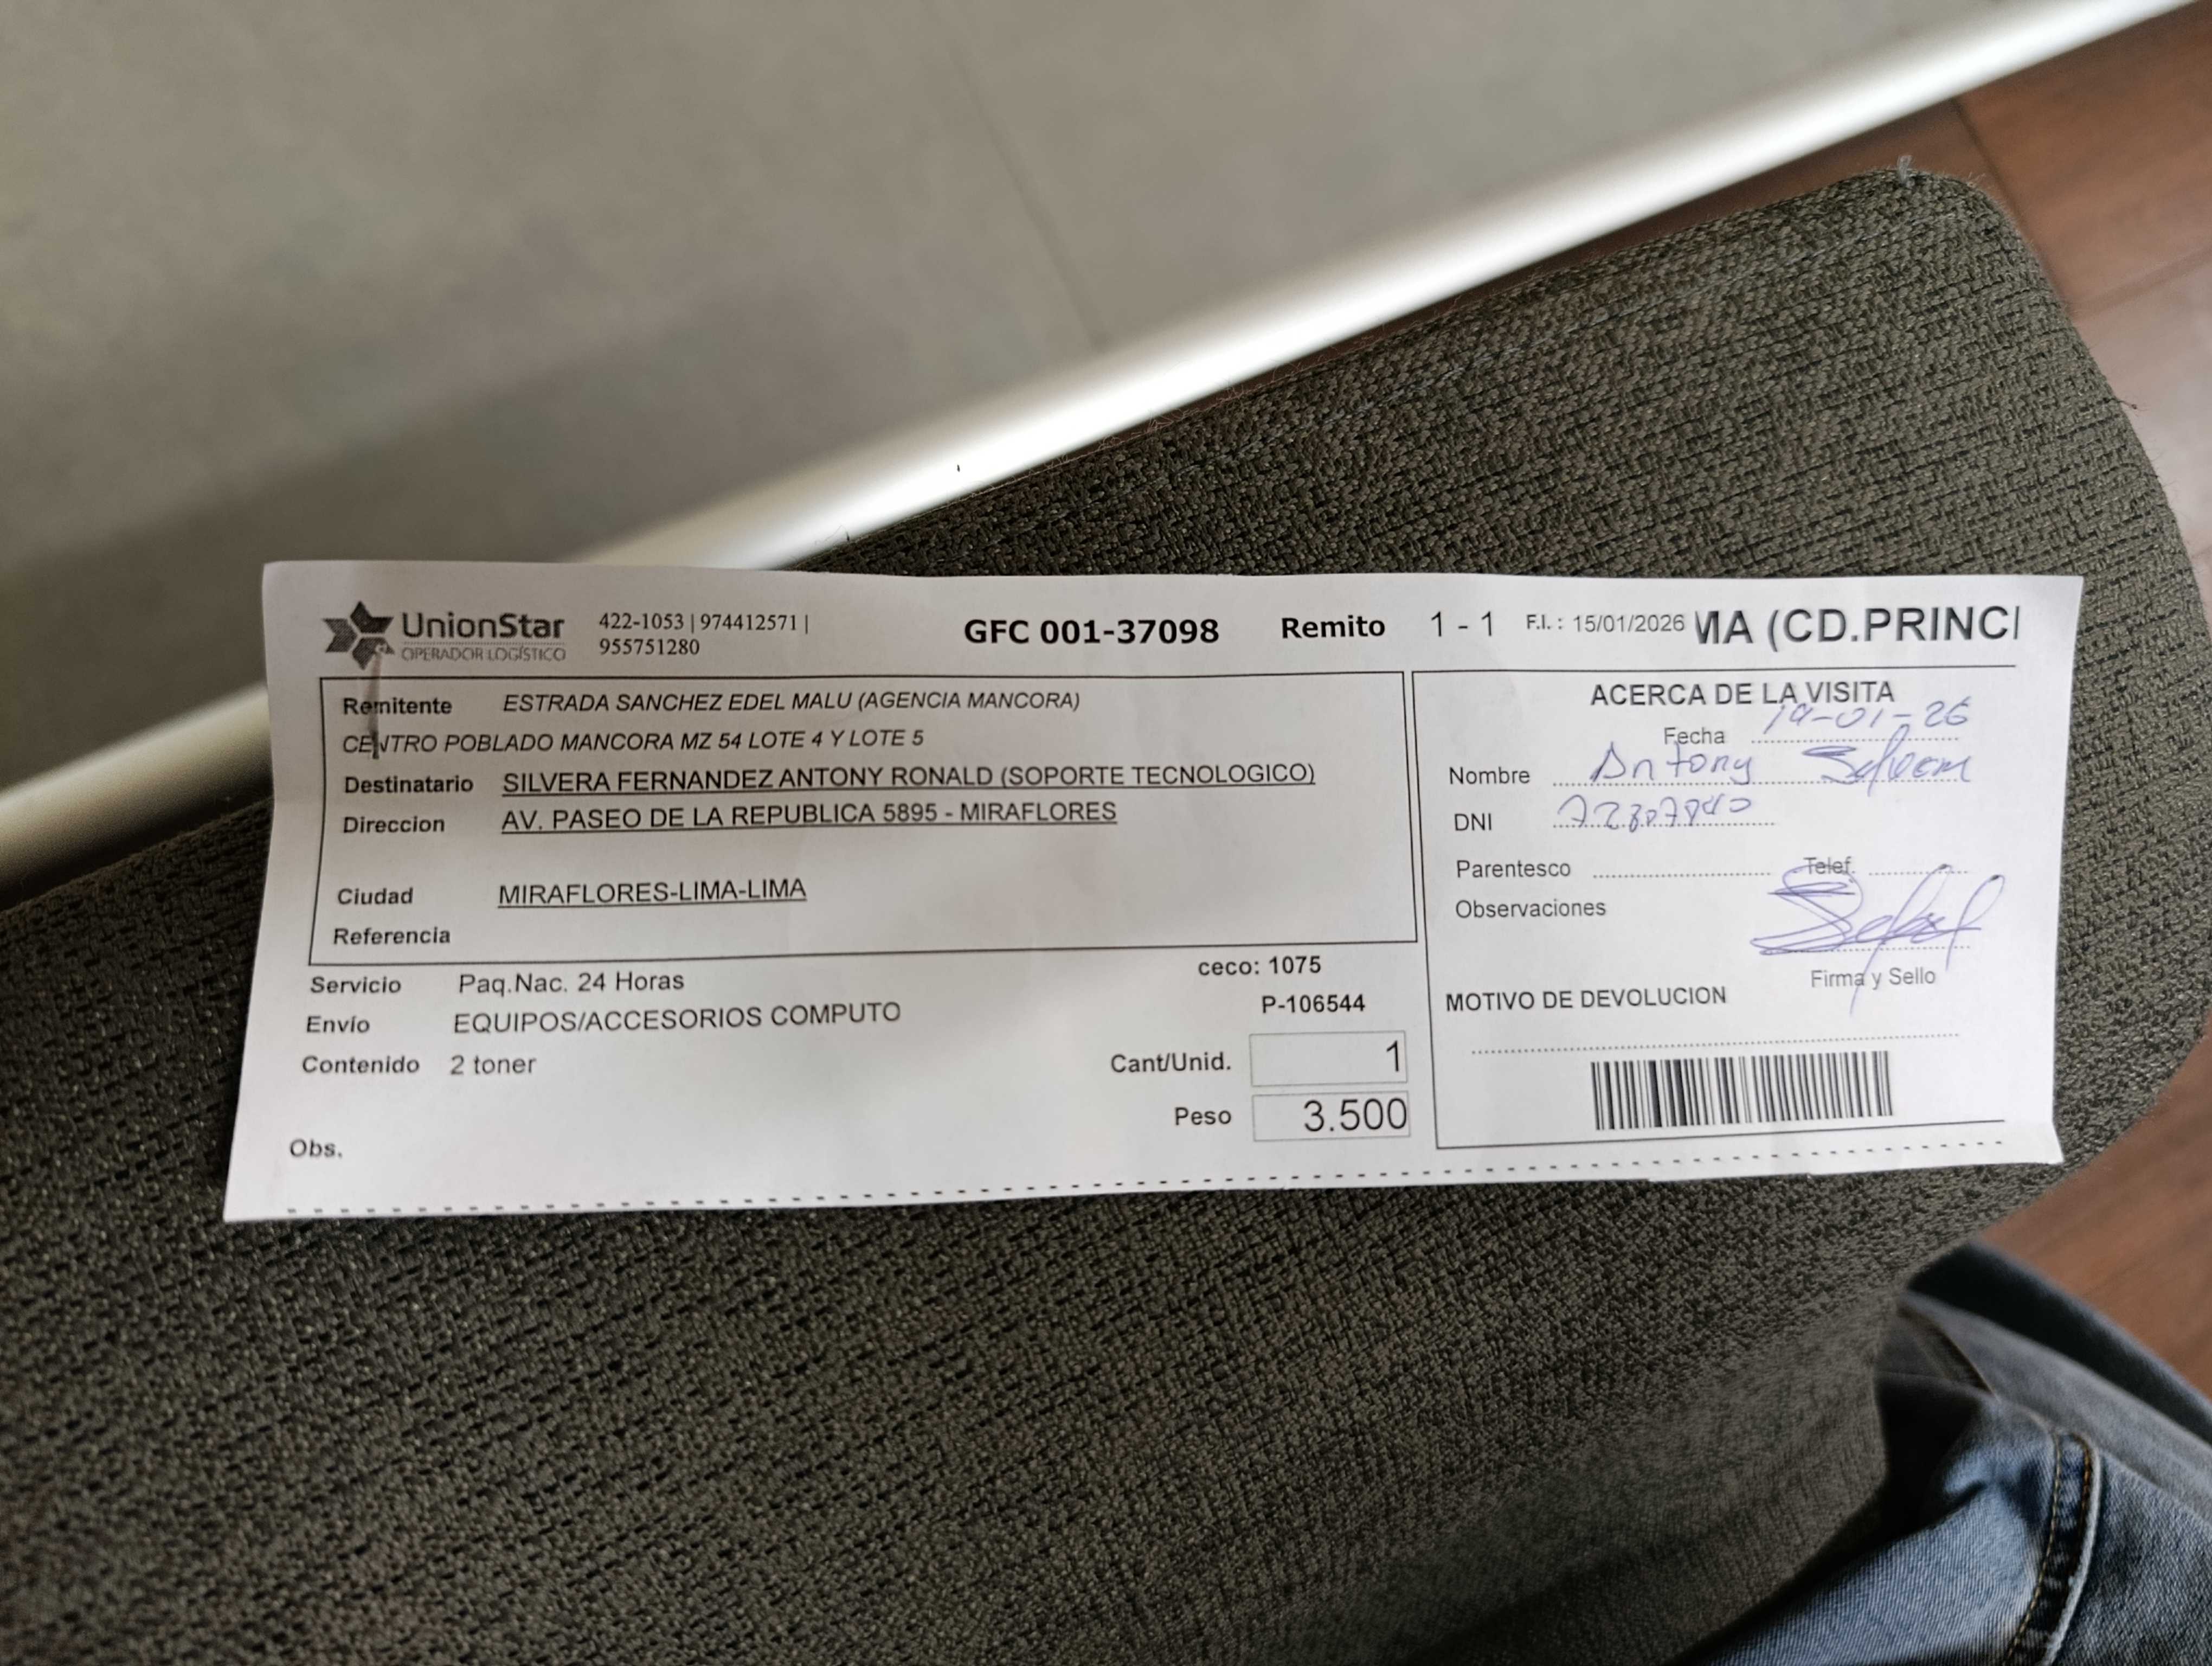 UnionStar
OPERADOR LOGÍSTICO
422-1053 | 974412571 |
955751280
GFC 001-37098 Remito 1 - 1 F.I. : 15/01/2026 MA (CD.PRINCI
Remitente ESTRADA SANCHEZ EDEL MALU (AGENCIA MANCORA)
CENTRO POBLADO MANCORA MZ 54 LOTE 4 Y LOTE 5
Destinatario SILVERA FERNANDEZ ANTONY RONALD (SOPORTE TECNOLOGICO)
Direccion AV. PASEO DE LA REPUBLICA 5895 - MIRAFLORES
Ciudad MIRAFLORES-LIMA-LIMA
Referencia
Servicio Paq.Nac. 24 Horas
ceco: 1075
Envío EQUIPOS/ACCESORIOS COMPUTO
P-106544
Contenido 2 toner
Cant/Unid. 1
Peso 3.500
Obs.
ACERCA DE LA VISITA
Fecha 19-01-26
Nombre Antony
DNI
Parentesco Telef.
Observaciones
Firma y Sello
MOTIVO DE DEVOLUCION